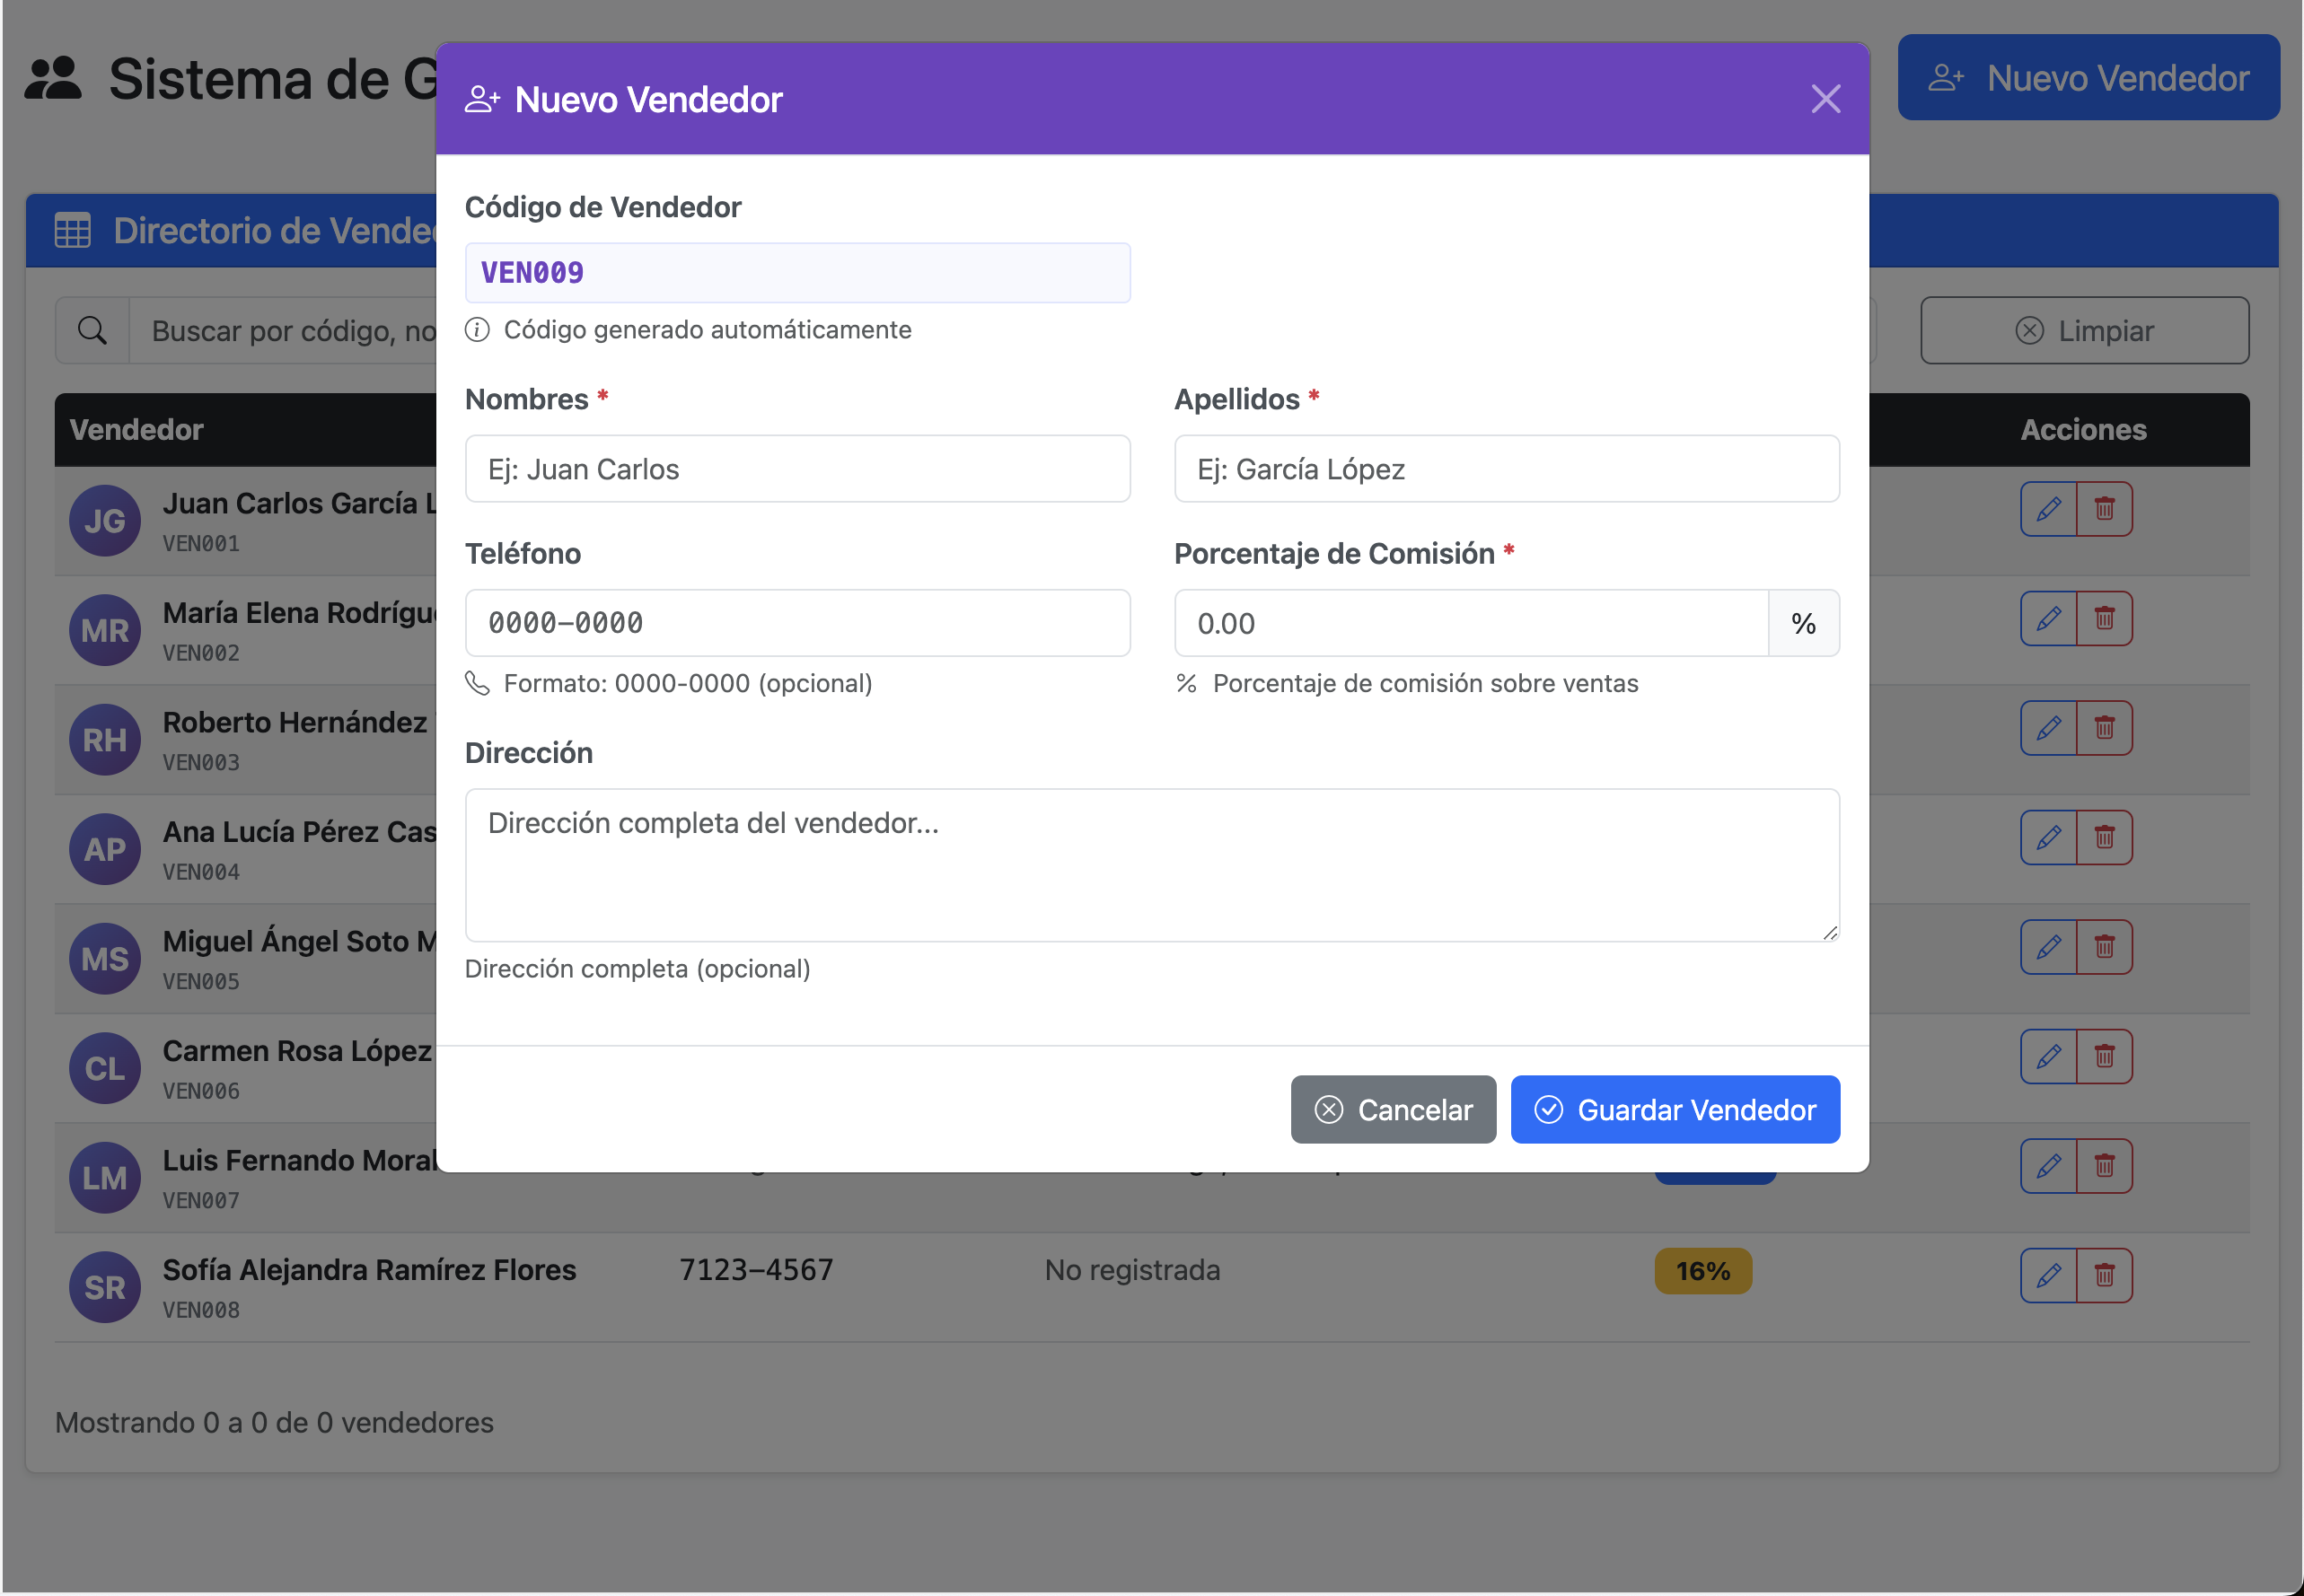 Sistema de G
Nuevo Vendedor
Nuevo Vendedor
Directorio de Vende
Código de Vendedor
VEN009
Código generado automáticamente
Buscar por código, no
Limpiar
Nombres *
Apellidos *
Ej: Juan Carlos
Ej: García López
Vendedor
Acciones
Juan Carlos García L
VEN001
Teléfono
Porcentaje de Comisión *
0000-0000
0.00
%
Formato: 0000-0000 (opcional)
% Porcentaje de comisión sobre ventas
MR
María Elena Rodrígu
VEN002
JG
RH
Roberto Hernández
VEN003
Dirección
Dirección completa del vendedor...
Dirección completa (opcional)
AP
Ana Lucía Pérez Cas
VEN004
MS
Miguel Ángel Soto M
VEN005
CL
Carmen Rosa López
VEN006
Cancelar
Guardar Vendedor
LM
Luis Fernando Moral
VEN007
SR
Sofía Alejandra Ramírez Flores
VEN008
7123-4567
No registrada
16%
Mostrando 0 a 0 de 0 vendedores